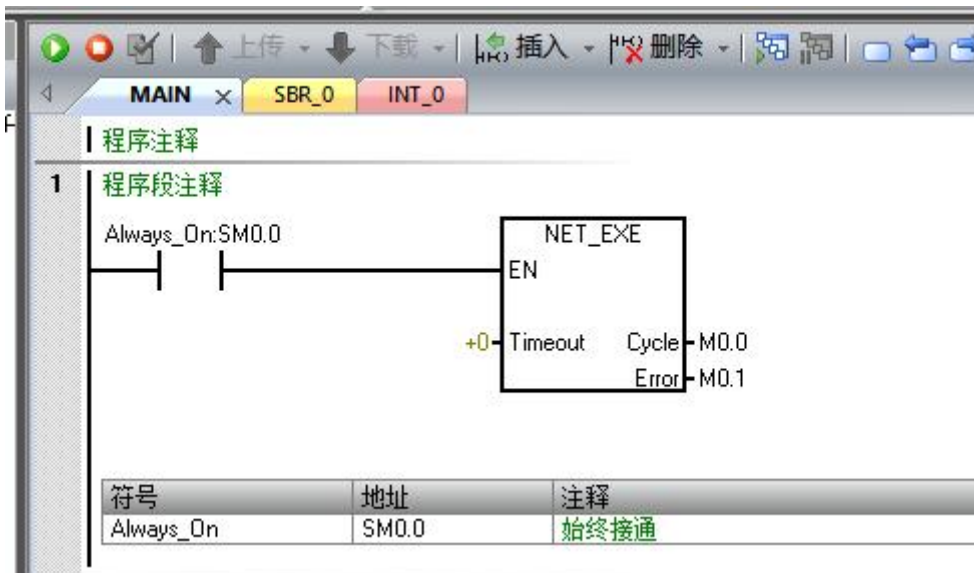 上传 下载 插入 删除
MAIN × SBR_0 INT_0
程序注释
1 程序段注释
Always_On:SM0.0
NET_EXE
EN
+0 Timeout Cycle M0.0
Error M0.1
符号 地址 注释
Always_On SM0.0 始终接通